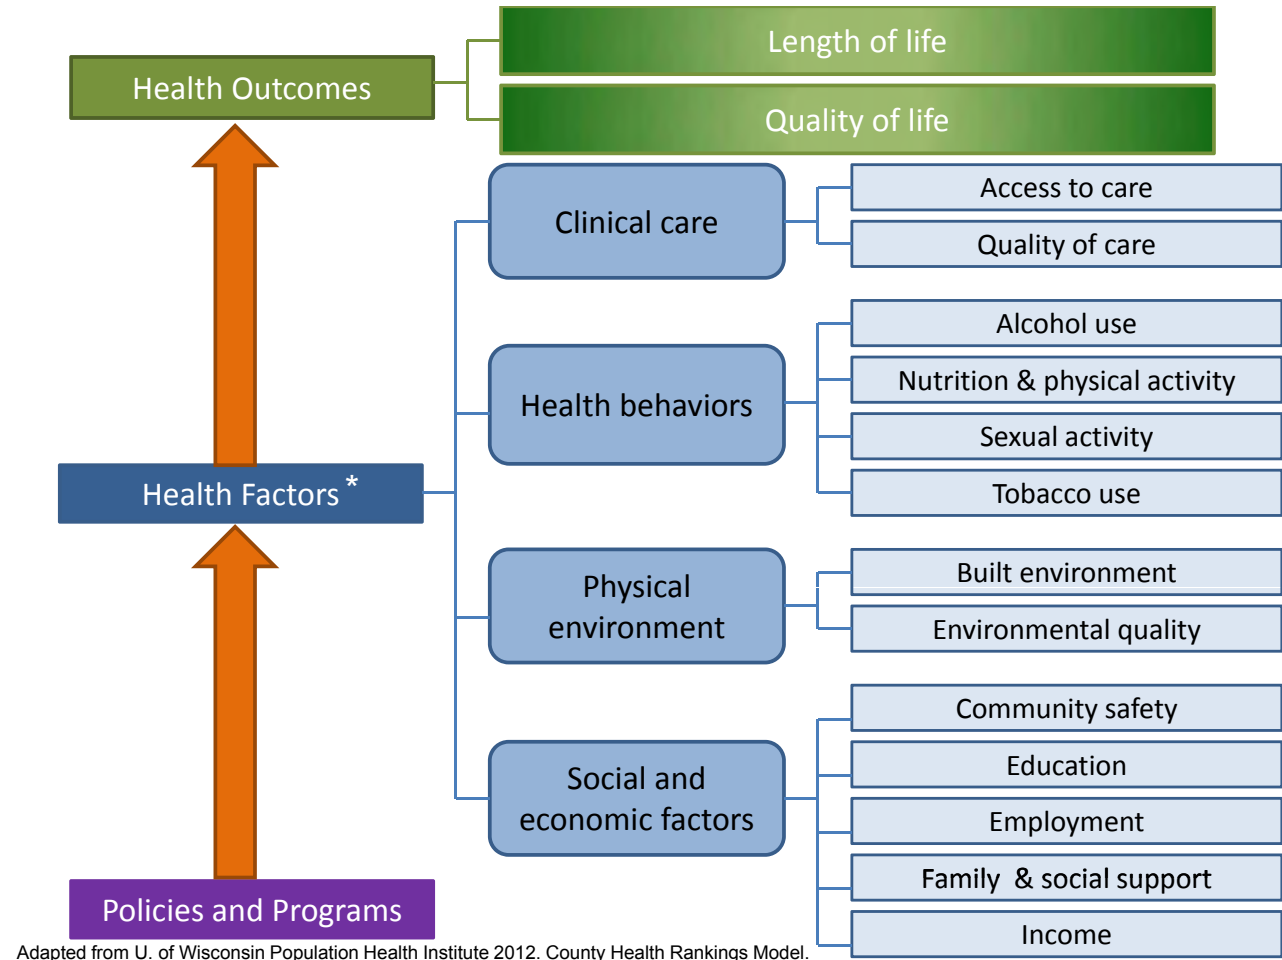 Length of life
Health Outcomes
Quality of life
Clinical care
Access to care
Quality of care
Health behaviors
Alcohol use
Nutrition & physical activity
Sexual activity
Tobacco use
Health Factors *
Physical
environment
Built environment
Environmental quality
Social and
economic factors
Community safety
Education
Employment
Family & social support
Income
Policies and Programs
Adapted from U. of Wisconsin Population Health Institute 2012. County Health Rankings Model.